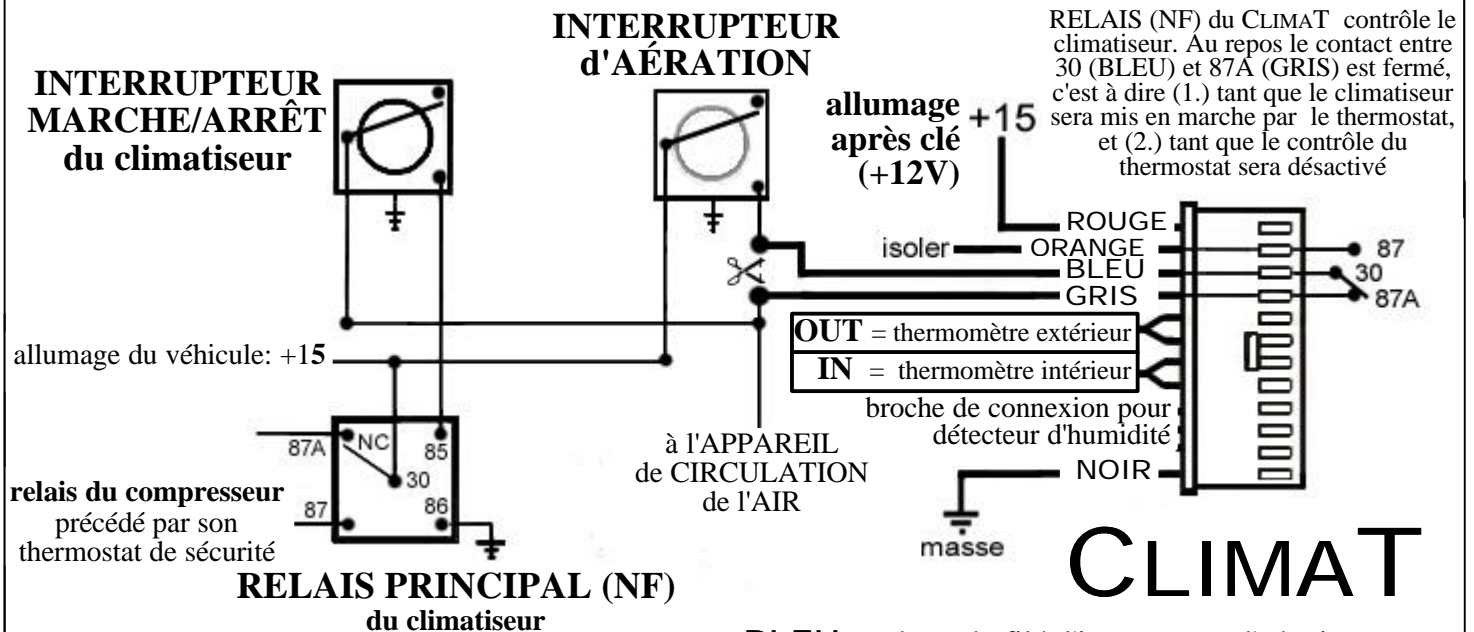 INTERRUPTEUR
MARCHE/ARRÊT
du climatiseur
INTERRUPTEUR
d'AÉRATION
RELAIS (NF) du CLIMAT contrôle le
climatiseur. Au repos le contact entre
30 (BLEU) et 87A (GRIS) est fermé,
c'est à dire (1.) tant que le climatiseur
sera mis en marche par le thermostat,
et (2.) tant que le contrôle du
thermostat sera désactivé
allumage
après clé
(+12V)
+15
ROUGE
isoler
ORANGE
BLEU
GRIS
87
30
87A
OUT = thermomètre extérieur
IN = thermomètre intérieur
broche de connexion pour
détecteur d'humidité
NOIR
masse
allumage du véhicule: +15
87A
NC
85
30
87
86
relais du compresseur
précédé par son
thermostat de sécurité
à l'APPAREIL
de CIRCULATION
de l'AIR
RELAIS PRINCIPAL (NF)
du climatiseur
CLIMAT